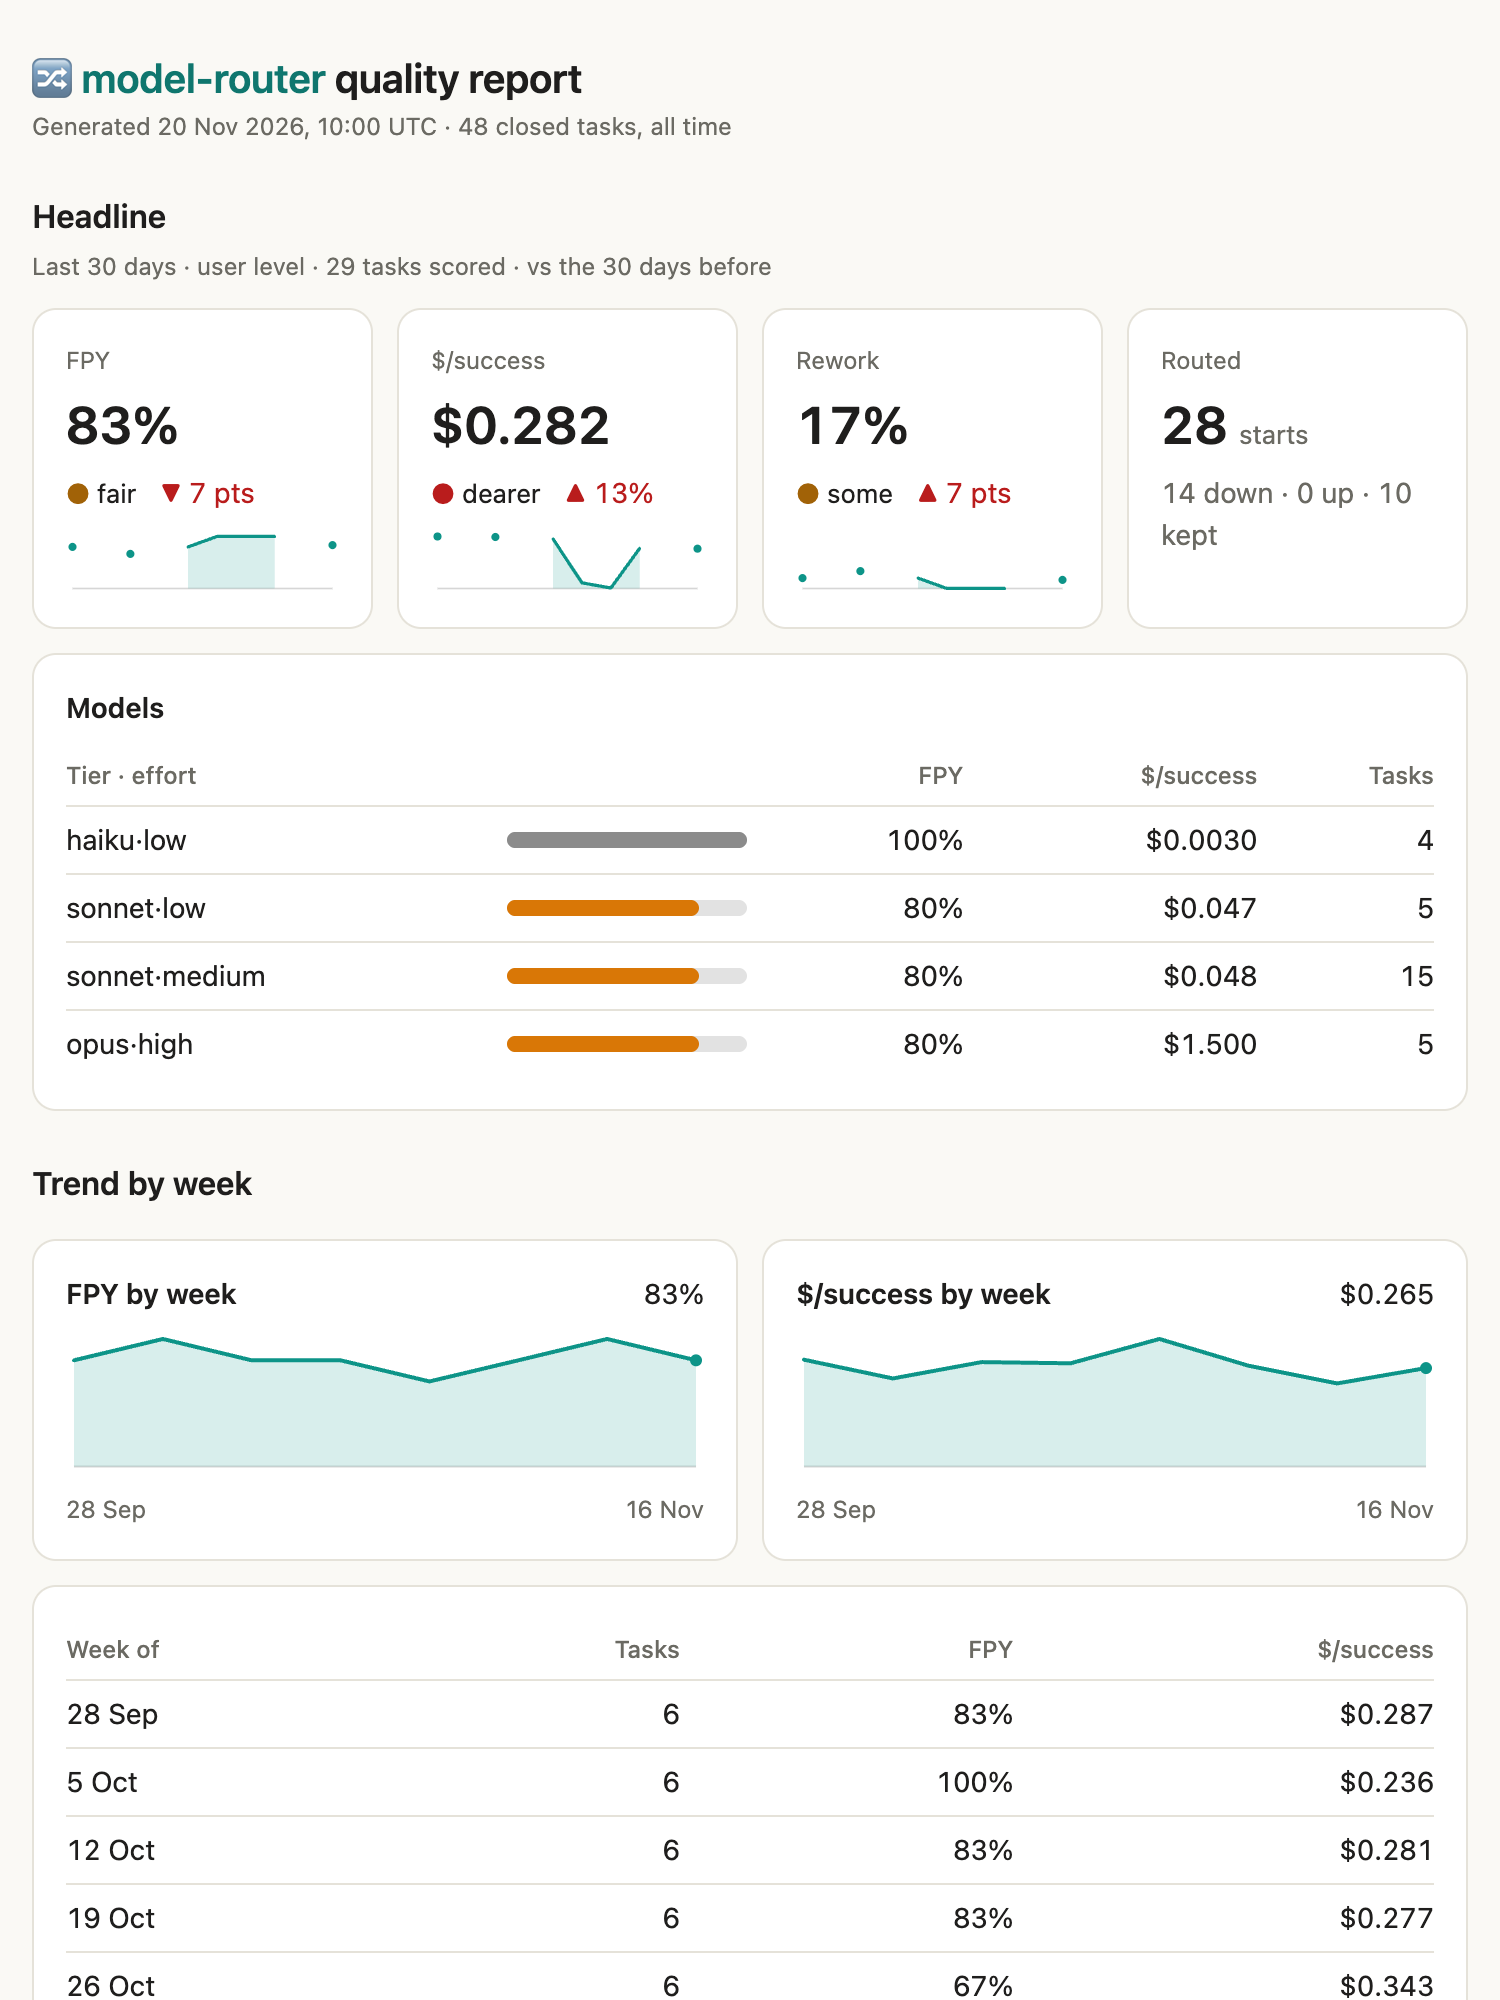 model-router quality report
Generated 20 Nov 2026, 10:00 UTC · 48 closed tasks, all time
Headline
Last 30 days · user level · 29 tasks scored · vs the 30 days before
FPY
83%
● fair ▼ 7 pts
$/success
$0.282
● dearer ▲ 13%
Rework
17%
● some ▲ 7 pts
Routed
28 starts
14 down · 0 up · 10
kept
Models
Tier · effort FPY $/success Tasks
haiku·low 100% $0.0030 4
sonnet·low 80% $0.047 5
sonnet·medium 80% $0.048 15
opus·high 80% $1.500 5
Trend by week
FPY by week 83%
28 Sep 16 Nov
$/success by week $0.265
28 Sep 16 Nov
Week of Tasks FPY $/success
28 Sep 6 83% $0.287
5 Oct 6 100% $0.236
12 Oct 6 83% $0.281
19 Oct 6 83% $0.277
26 Oct 6 67% $0.343